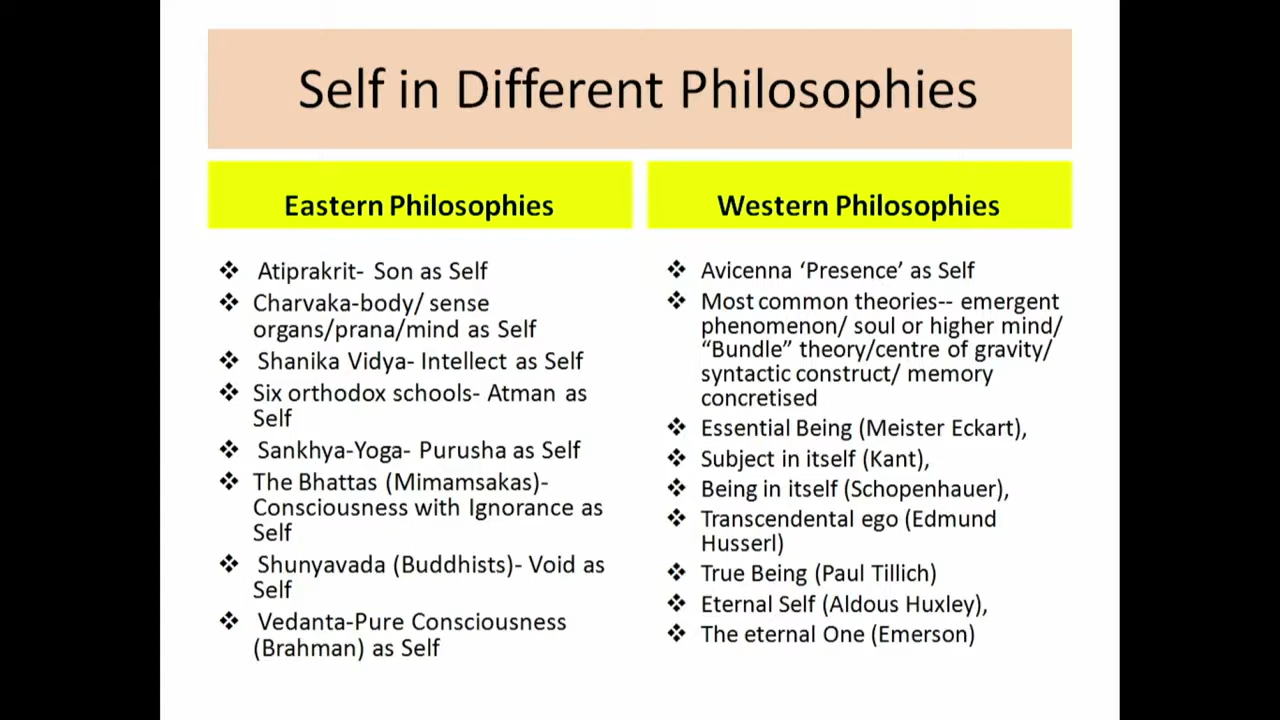 Self in Different Philosophies
Eastern Philosophies
❖ Atiprakrit- Son as Self
❖ Charvaka-body/ sense
organs/prana/mind as Self
❖ Shanika Vidya- Intellect as Self
❖ Six orthodox schools- Atman as
Self
❖ Sankhya-Yoga- Purusha as Self
❖ The Bhattas (Mimamsakas)-
Consciousness with Ignorance as
Self
❖ Shunyavada (Buddhists)- Void as
Self
❖ Vedanta-Pure Consciousness
(Brahman) as Self
Western Philosophies
❖ Avicenna ‘Presence’ as Self
❖ Most common theories-- emergent
phenomenon/ soul or higher mind/
“Bundle” theory/centre of gravity/
syntactic construct/ memory
concretised
❖ Essential Being (Meister Eckart),
❖ Subject in itself (Kant),
❖ Being in itself (Schopenhauer),
❖ Transcendental ego (Edmund
Husserl)
❖ True Being (Paul Tillich)
❖ Eternal Self (Aldous Huxley),
❖ The eternal One (Emerson)